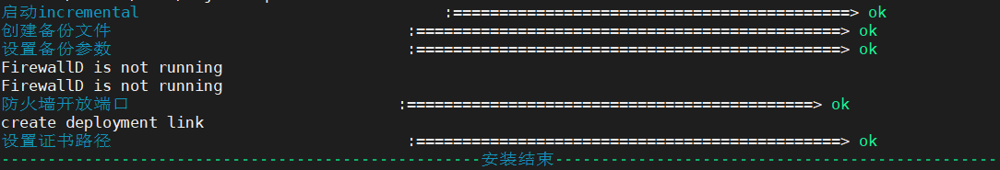 启动incremental :===========================================> ok
创建备份文件 :==============================================> ok
设置备份参数 :==============================================> ok
FirewallD is not running
FirewallD is not running
防火墙开放端口 :============================================> ok
create deployment link
设置证书路径 :==============================================> ok
----------------------------------------------------安装结束------------------------------------------------